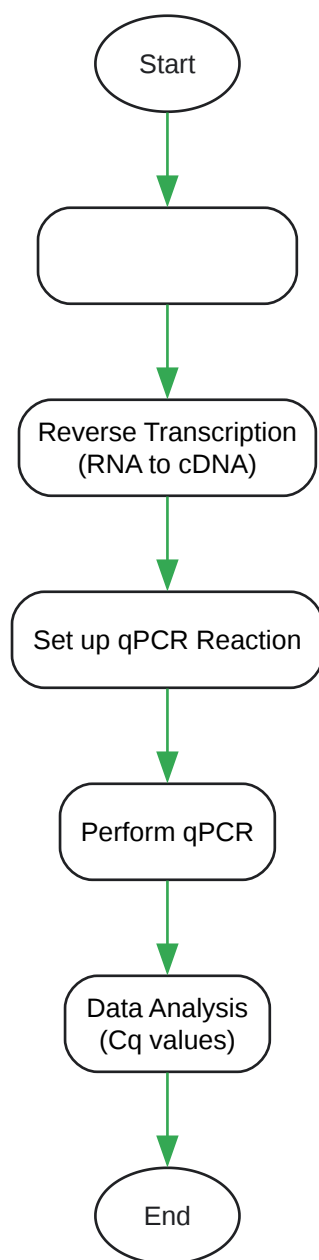 Start
Reverse Transcription
(RNA to cDNA)
Set up qPCR Reaction
Perform qPCR
Data Analysis
(Cq values)
End